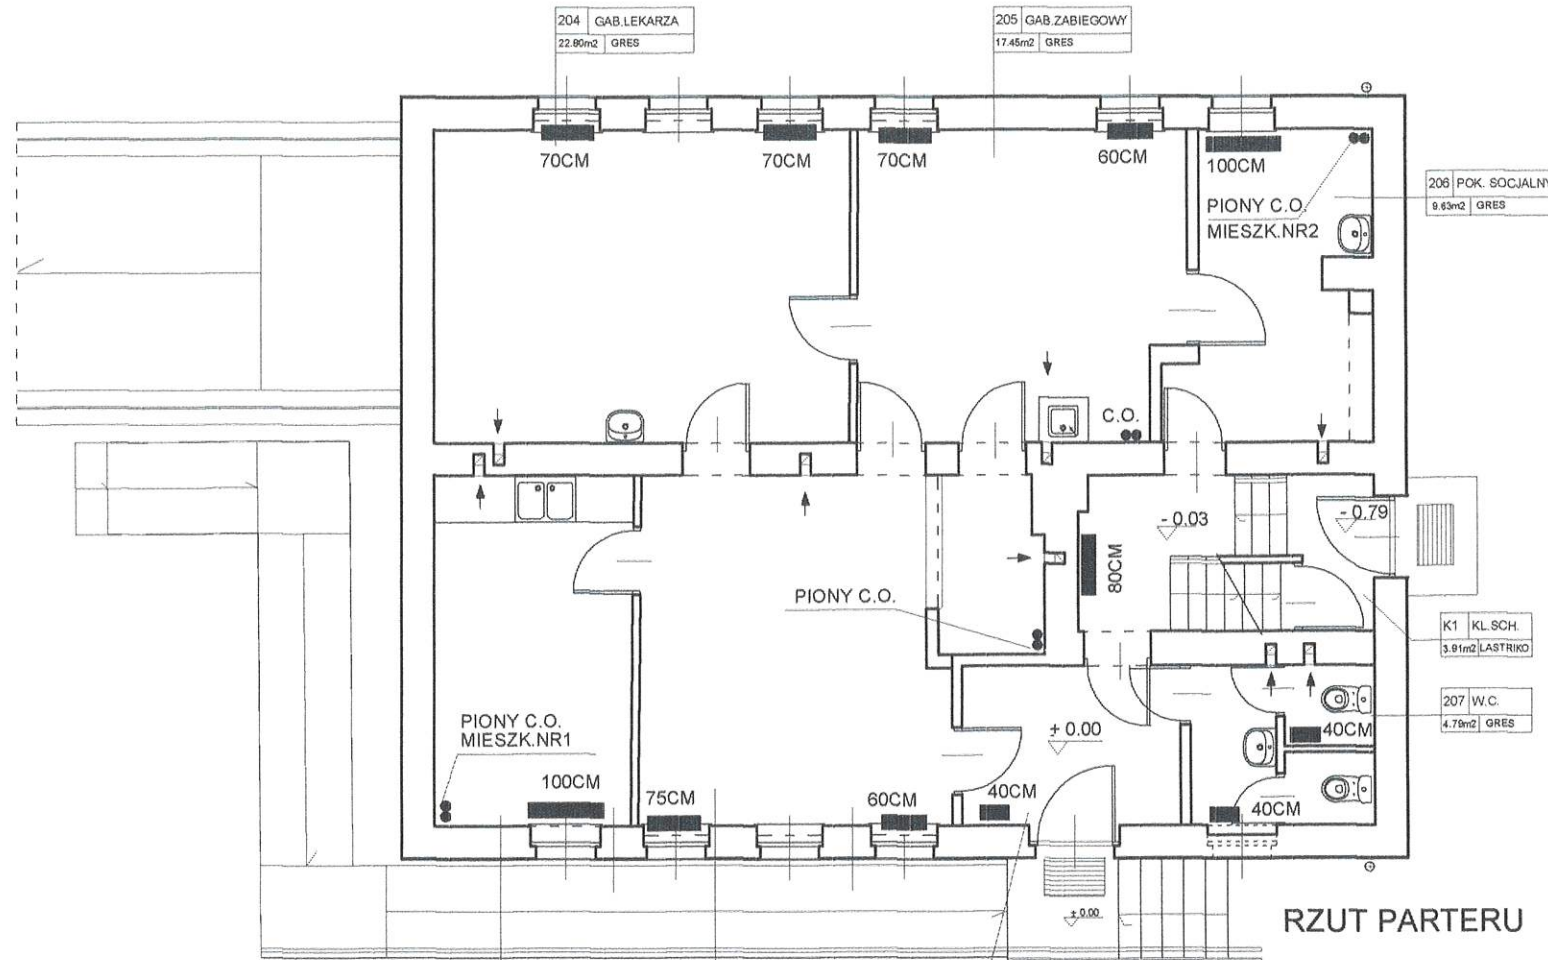 204 GAB.LEKARZA
22.80m2 GRES
205 GAB.ZABIEGOWY
17.45m2 GRES
70CM
70CM
70CM
60CM
100CM
206 POK. SOCJALNY
9.63m2 GRES
PIONY C.O.
MIESZK.NR2
C.O.
- 0.03
- 0.79
80CM
PIONY C.O.
K1 KL.SCH.
3.91m2 LASTRIKO
207 W.C.
4.79m2 GRES
PIONY C.O.
MIESZK.NR1
± 0.00
40CM
100CM
75CM
60CM
40CM
40CM
± 0.00
RZUT PARTERU